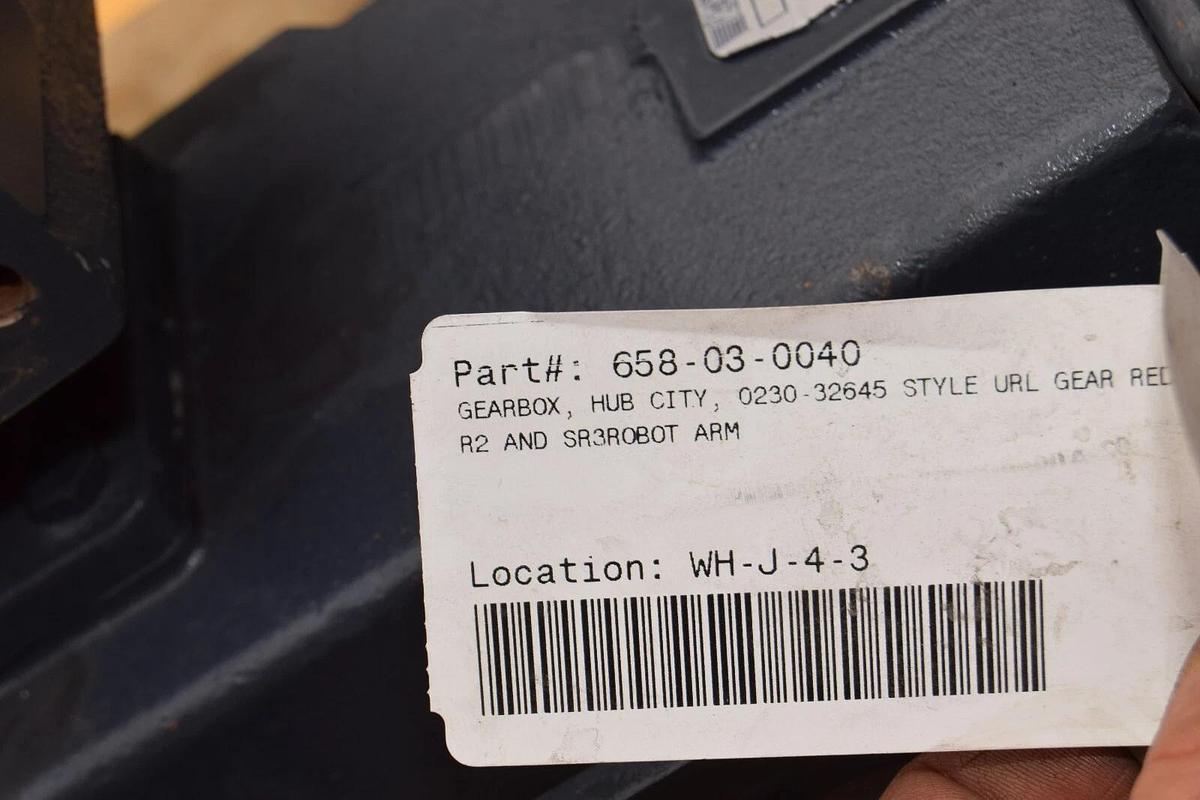 Part#: 658-03-0040
GEARBOX, HUB CITY, 0230-32645 STYLE URL GEAR RED
R2 AND SR3ROBOT ARM
Location: WH-J-4-3